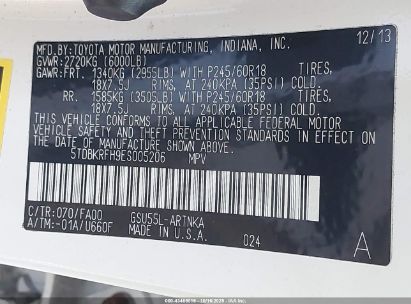 MFD.BY:TOYOTA MOTOR MANUFACTURING, INDIANA, INC. 12/13
GVWR:2720KG (6000LB)
GAWR:FRT. 1340KG (2955LB) WITH P245/60R18 TIRES,
18X7.5J RIMS, AT 240KPA (35PSI) COLD.
RR. 1585KG (3505LB) WITH P245/60R18 TIRES,
18X7.5J RIMS, AT 240KPA (35PSI) COLD.
THIS VEHICLE CONFORMS TO ALL APPLICABLE FEDERAL MOTOR
VEHICLE SAFETY AND BUMPER STANDARDS IN EFFECT ON
THE DATE OF MANUFACTURE SHOWN ABOVE.
5TDBKRFH9ES005206 MPV
C/TR:070/FA00 GSU55L-ARTNKA
A/TM:-01A/U660F MADE IN U.S.A. 024
A